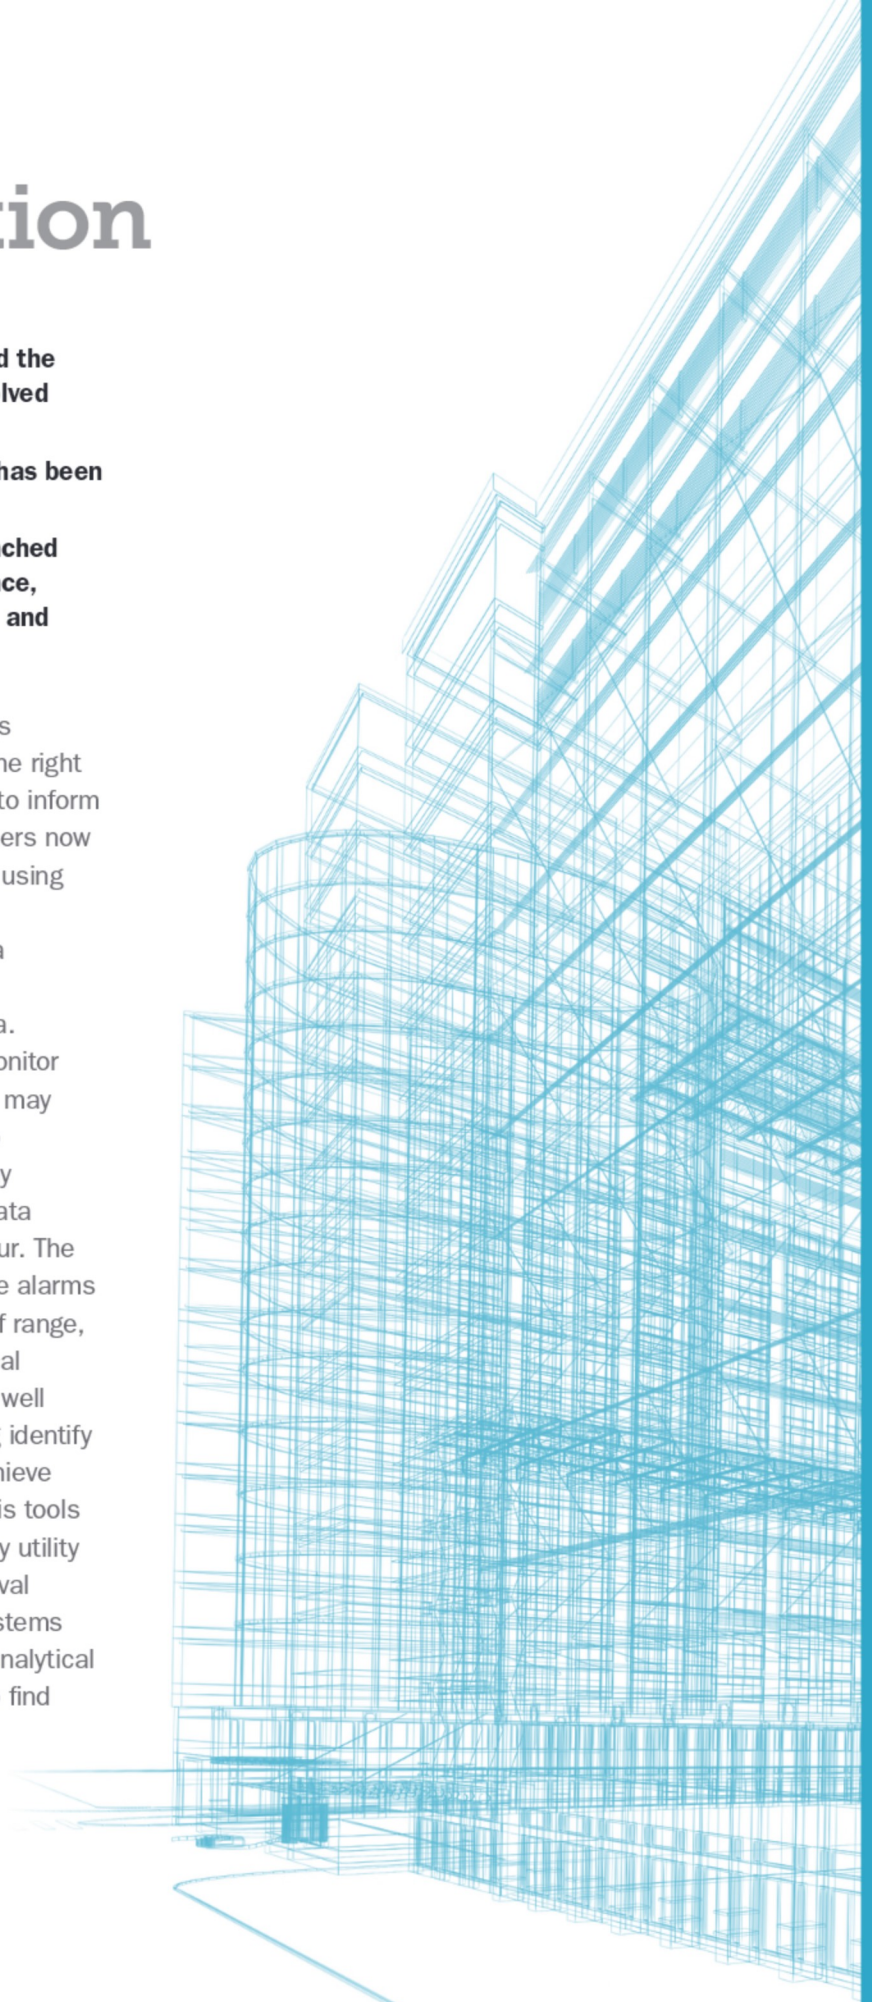 tion
d the
lved
has been
ched
ce,
and
s
he right
to inform
ers now
using
a
a.
onitor
may
y
ata
ur. The
e alarms
f range,
al
well
identify
hieve
is tools
y utility
val
stems
nalytical
find